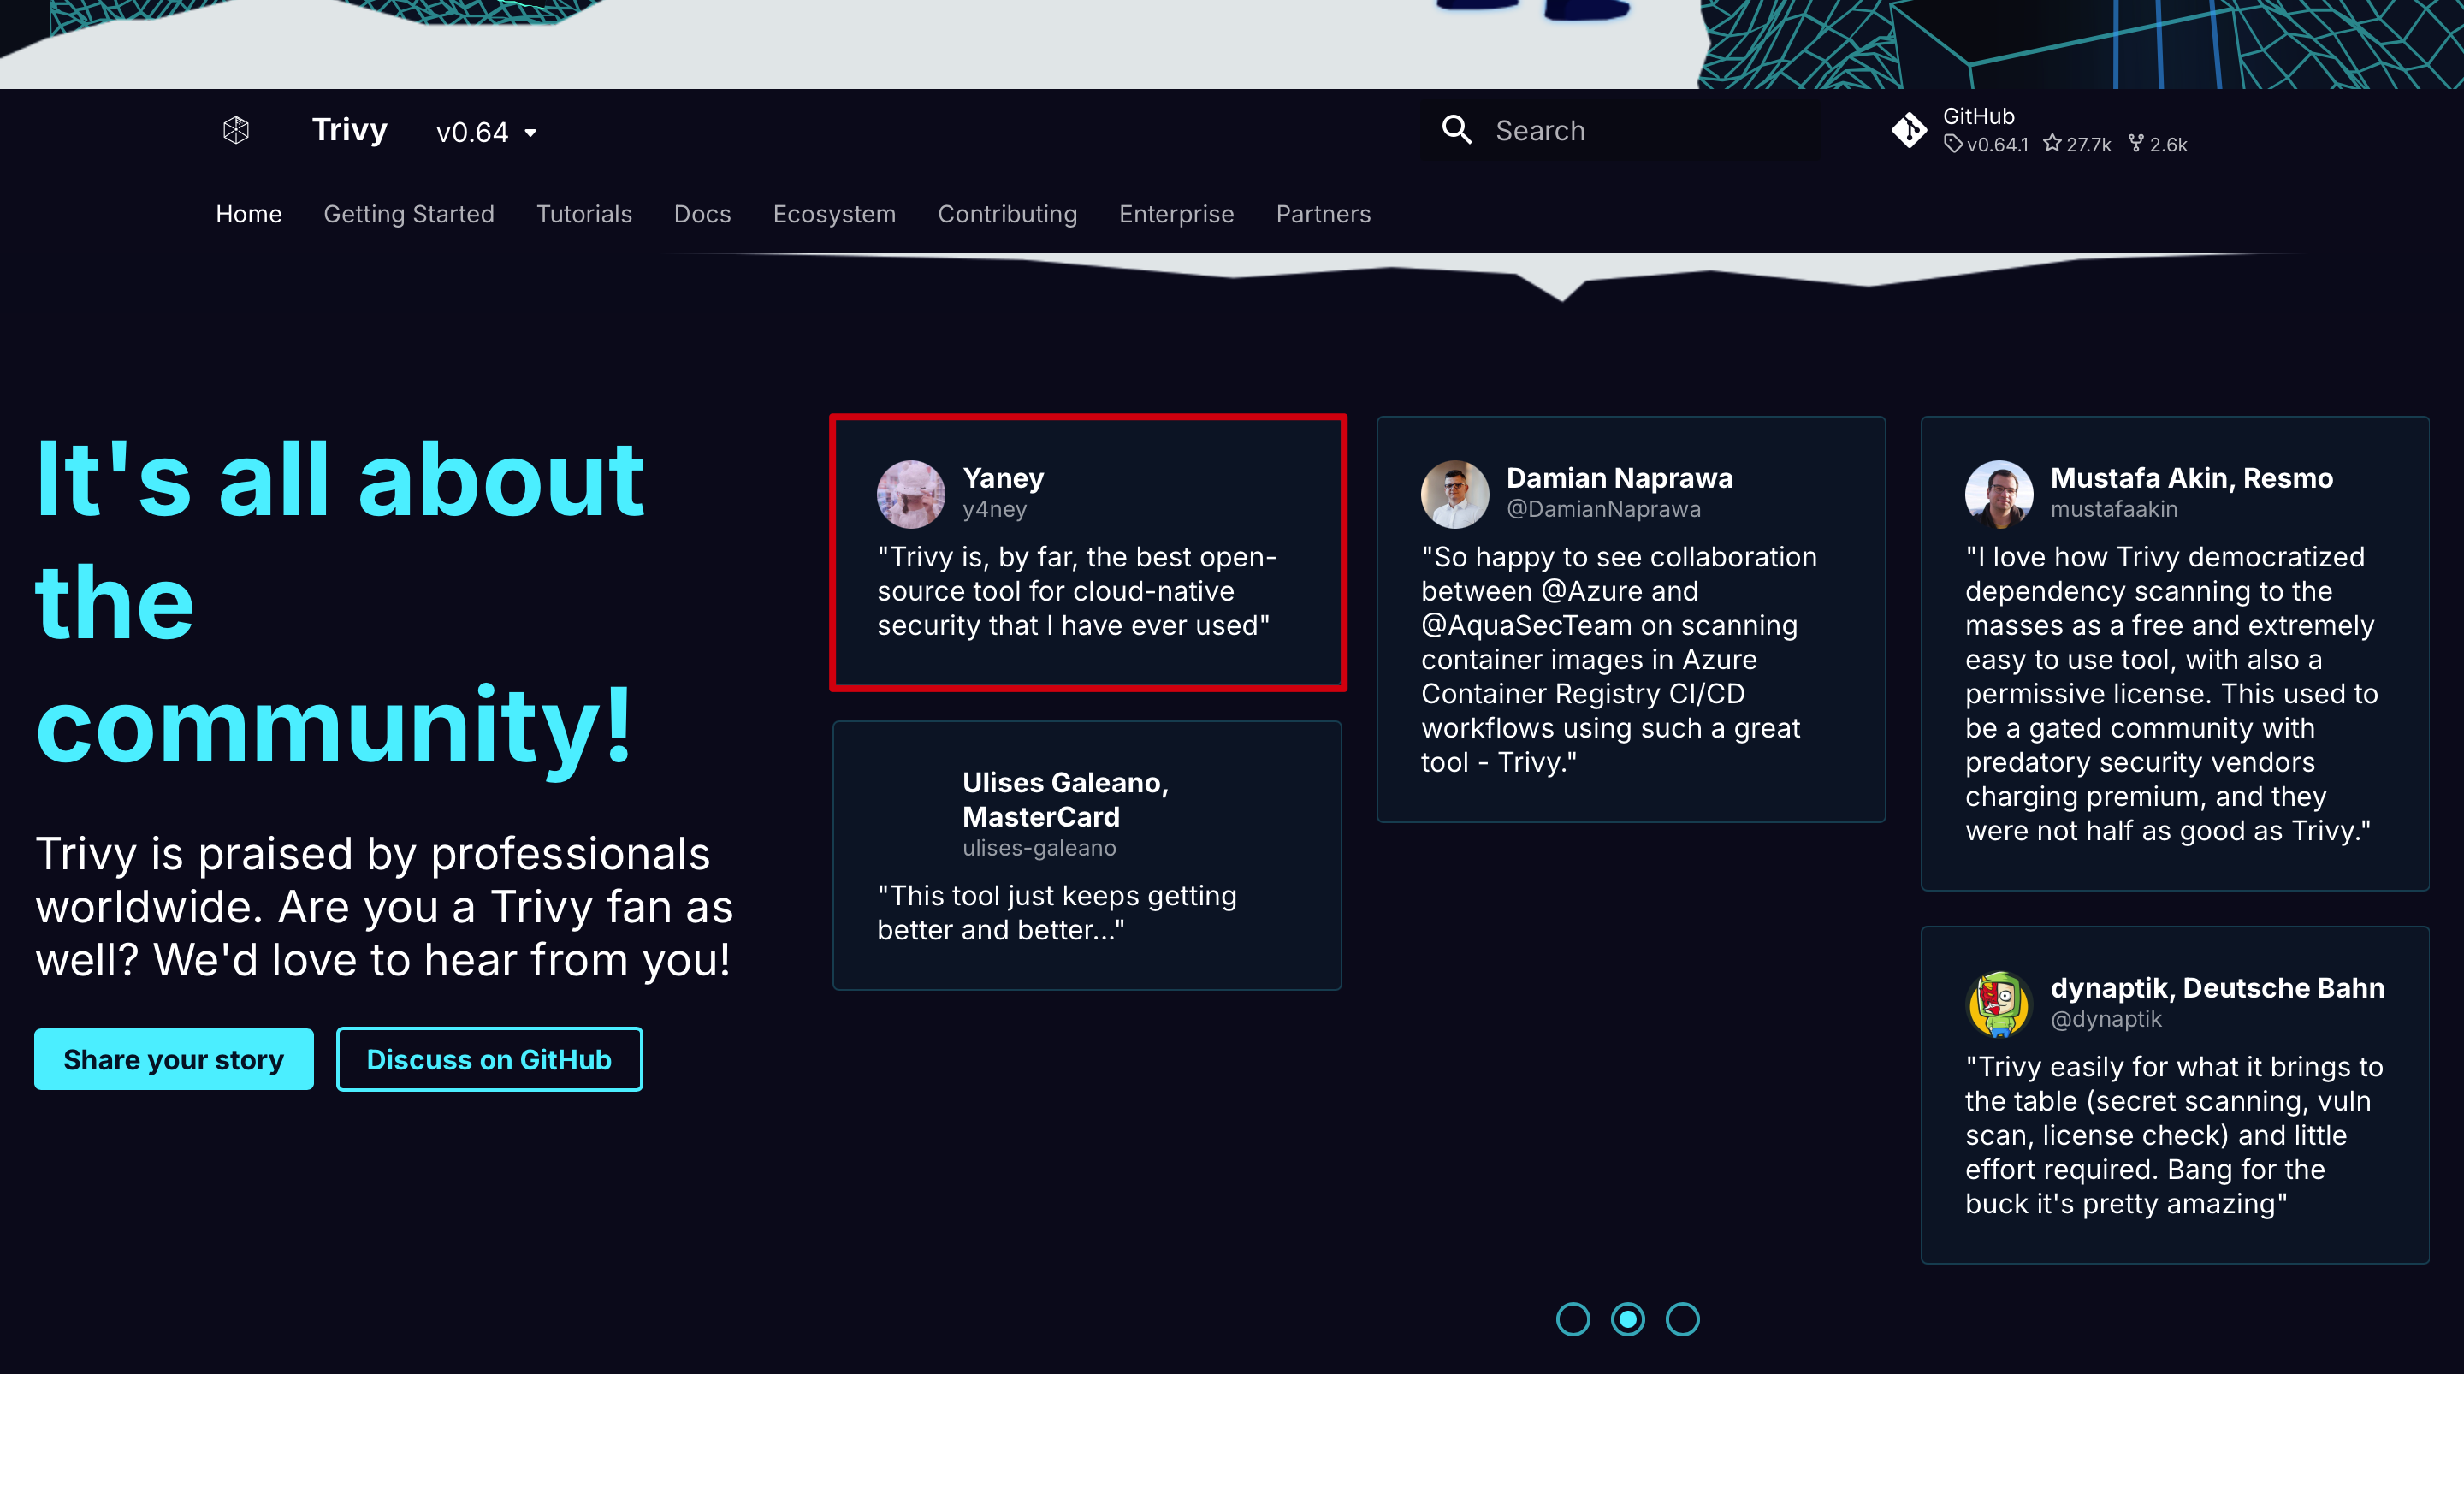 Trivy
v0.64
Search
GitHub
v0.64.1 27.7k 2.6k
Home Getting Started Tutorials Docs Ecosystem Contributing Enterprise Partners
It's all about
the
community!
Trivy is praised by professionals
worldwide. Are you a Trivy fan as
well? We'd love to hear from you!
Share your story
Discuss on GitHub
Yaney
y4ney
"Trivy is, by far, the best open-
source tool for cloud-native
security that I have ever used"
Ulises Galeano,
MasterCard
ulises-galeano
"This tool just keeps getting
better and better..."
Damian Naprawa
@DamianNaprawa
"So happy to see collaboration
between @Azure and
@AquaSecTeam on scanning
container images in Azure
Container Registry CI/CD
workflows using such a great
tool - Trivy."
Mustafa Akin, Resmo
mustafaakin
"I love how Trivy democratized
dependency scanning to the
masses as a free and extremely
easy to use tool, with also a
permissive license. This used to
be a gated community with
predatory security vendors
charging premium, and they
were not half as good as Trivy."
dynaptik, Deutsche Bahn
@dynaptik
"Trivy easily for what it brings to
the table (secret scanning, vuln
scan, license check) and little
effort required. Bang for the
buck it's pretty amazing"